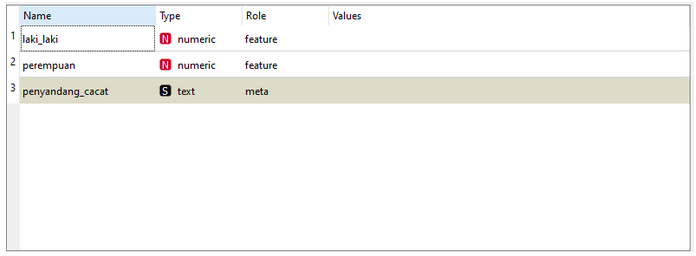 Name Type Role Values
1 laki_laki N numeric feature
2 perempuan N numeric feature
3 penyandang_cacat S text meta